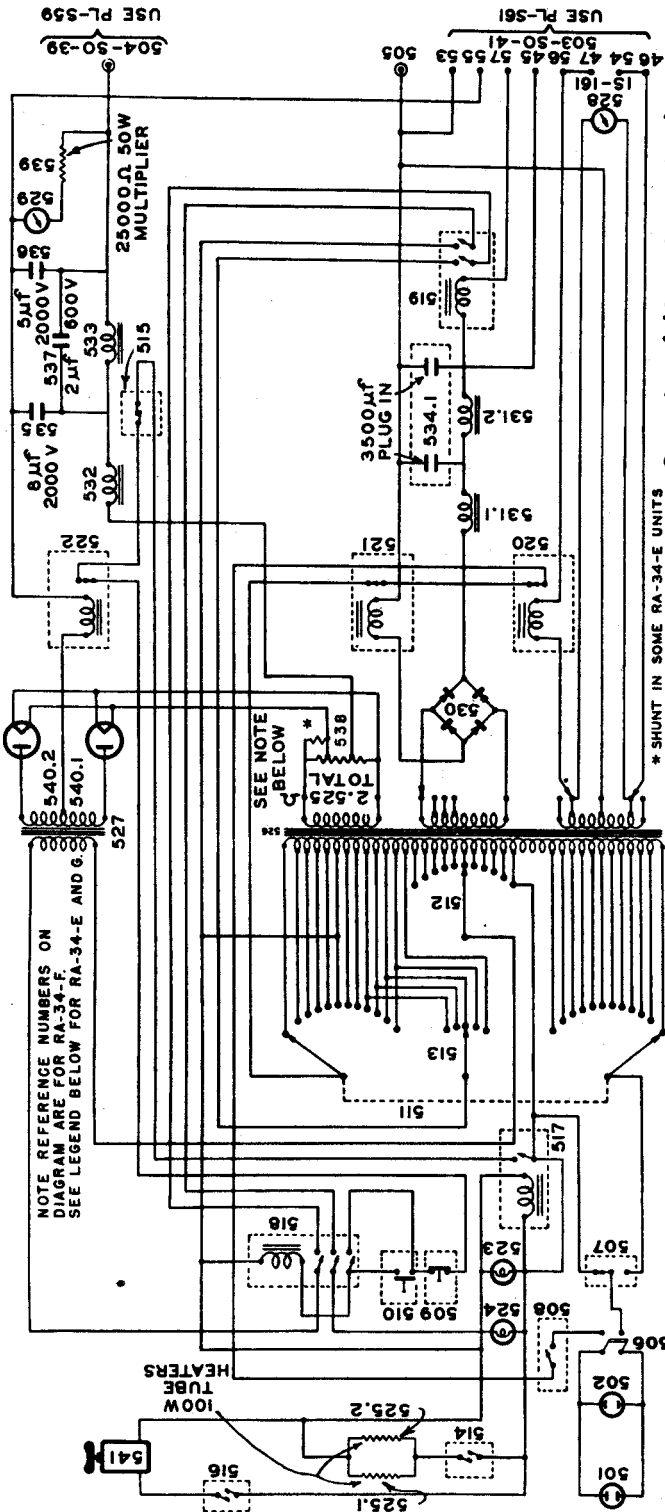 USE PL-S59
504-SO-39
539
25000Ω 50W
MULTIPLIER
529
536
5µf
2000V
600V
537
2µf
533
515
8µf
2000V
535
532
522
540.2
540.1
527
NOTE REFERENCE NUMBERS ON
DIAGRAM ARE FOR RA-34-F.
SEE LEGEND BELOW FOR RA-34-E AND G.
SEE NOTE
BELOW
*
538
TOTAL
2.525
Ω
526
518
510
509
523
524
100W
TUBE
HEATERS
525.2
525.1
541
516
514
USE PL-S61
503-SO-41
505
53
55
57
45
56
47
54
46
IS-161
528
519
3500µf
PLUG IN
534.1
531.2
531.1
521
520
530
512
513
511
517
507
508
506
502
501
* SHUNT IN SOME RA-34-E UNITS